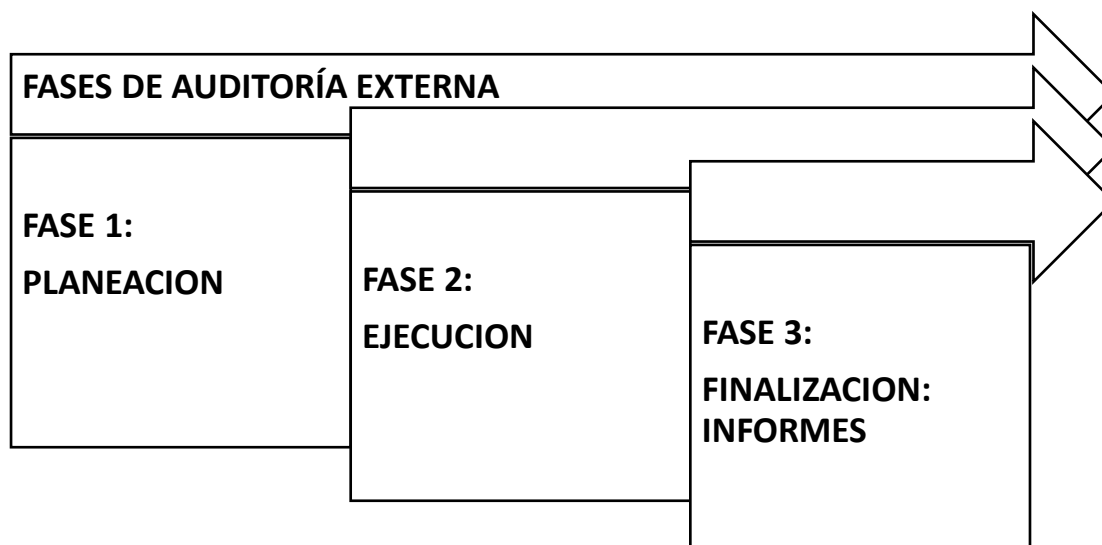 FASES DE AUDITORÍA EXTERNA
FASE 1:
PLANEACION
FASE 2:
EJECUCION
FASE 3:
FINALIZACION:
INFORMES